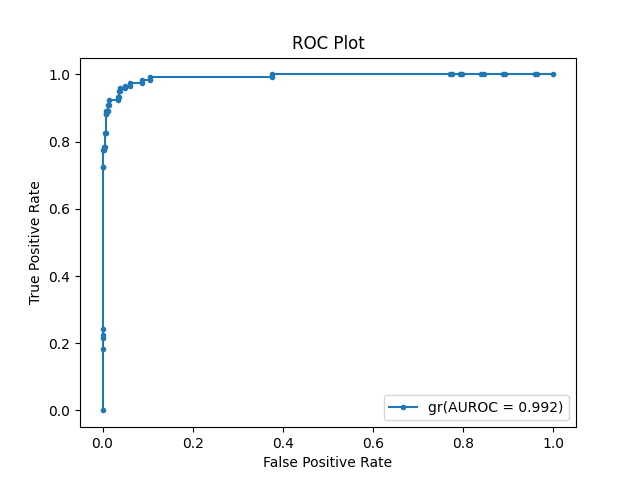 ROC Plot
True Positive Rate
1.0
0.8
0.6
0.4
0.2
0.0
gr(AUROC = 0.992)
0.0 0.2 0.4 0.6 0.8 1.0
False Positive Rate